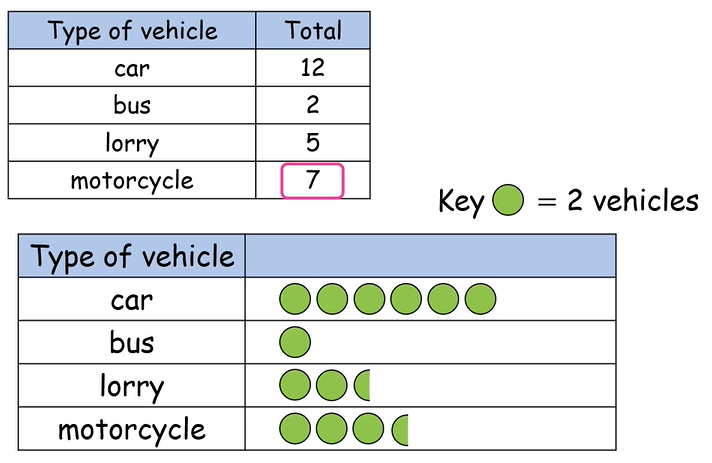 Type of vehicle Total
car 12
bus 2
lorry 5
motorcycle 7
Key = 2 vehicles
Type of vehicle
car
bus
lorry
motorcycle